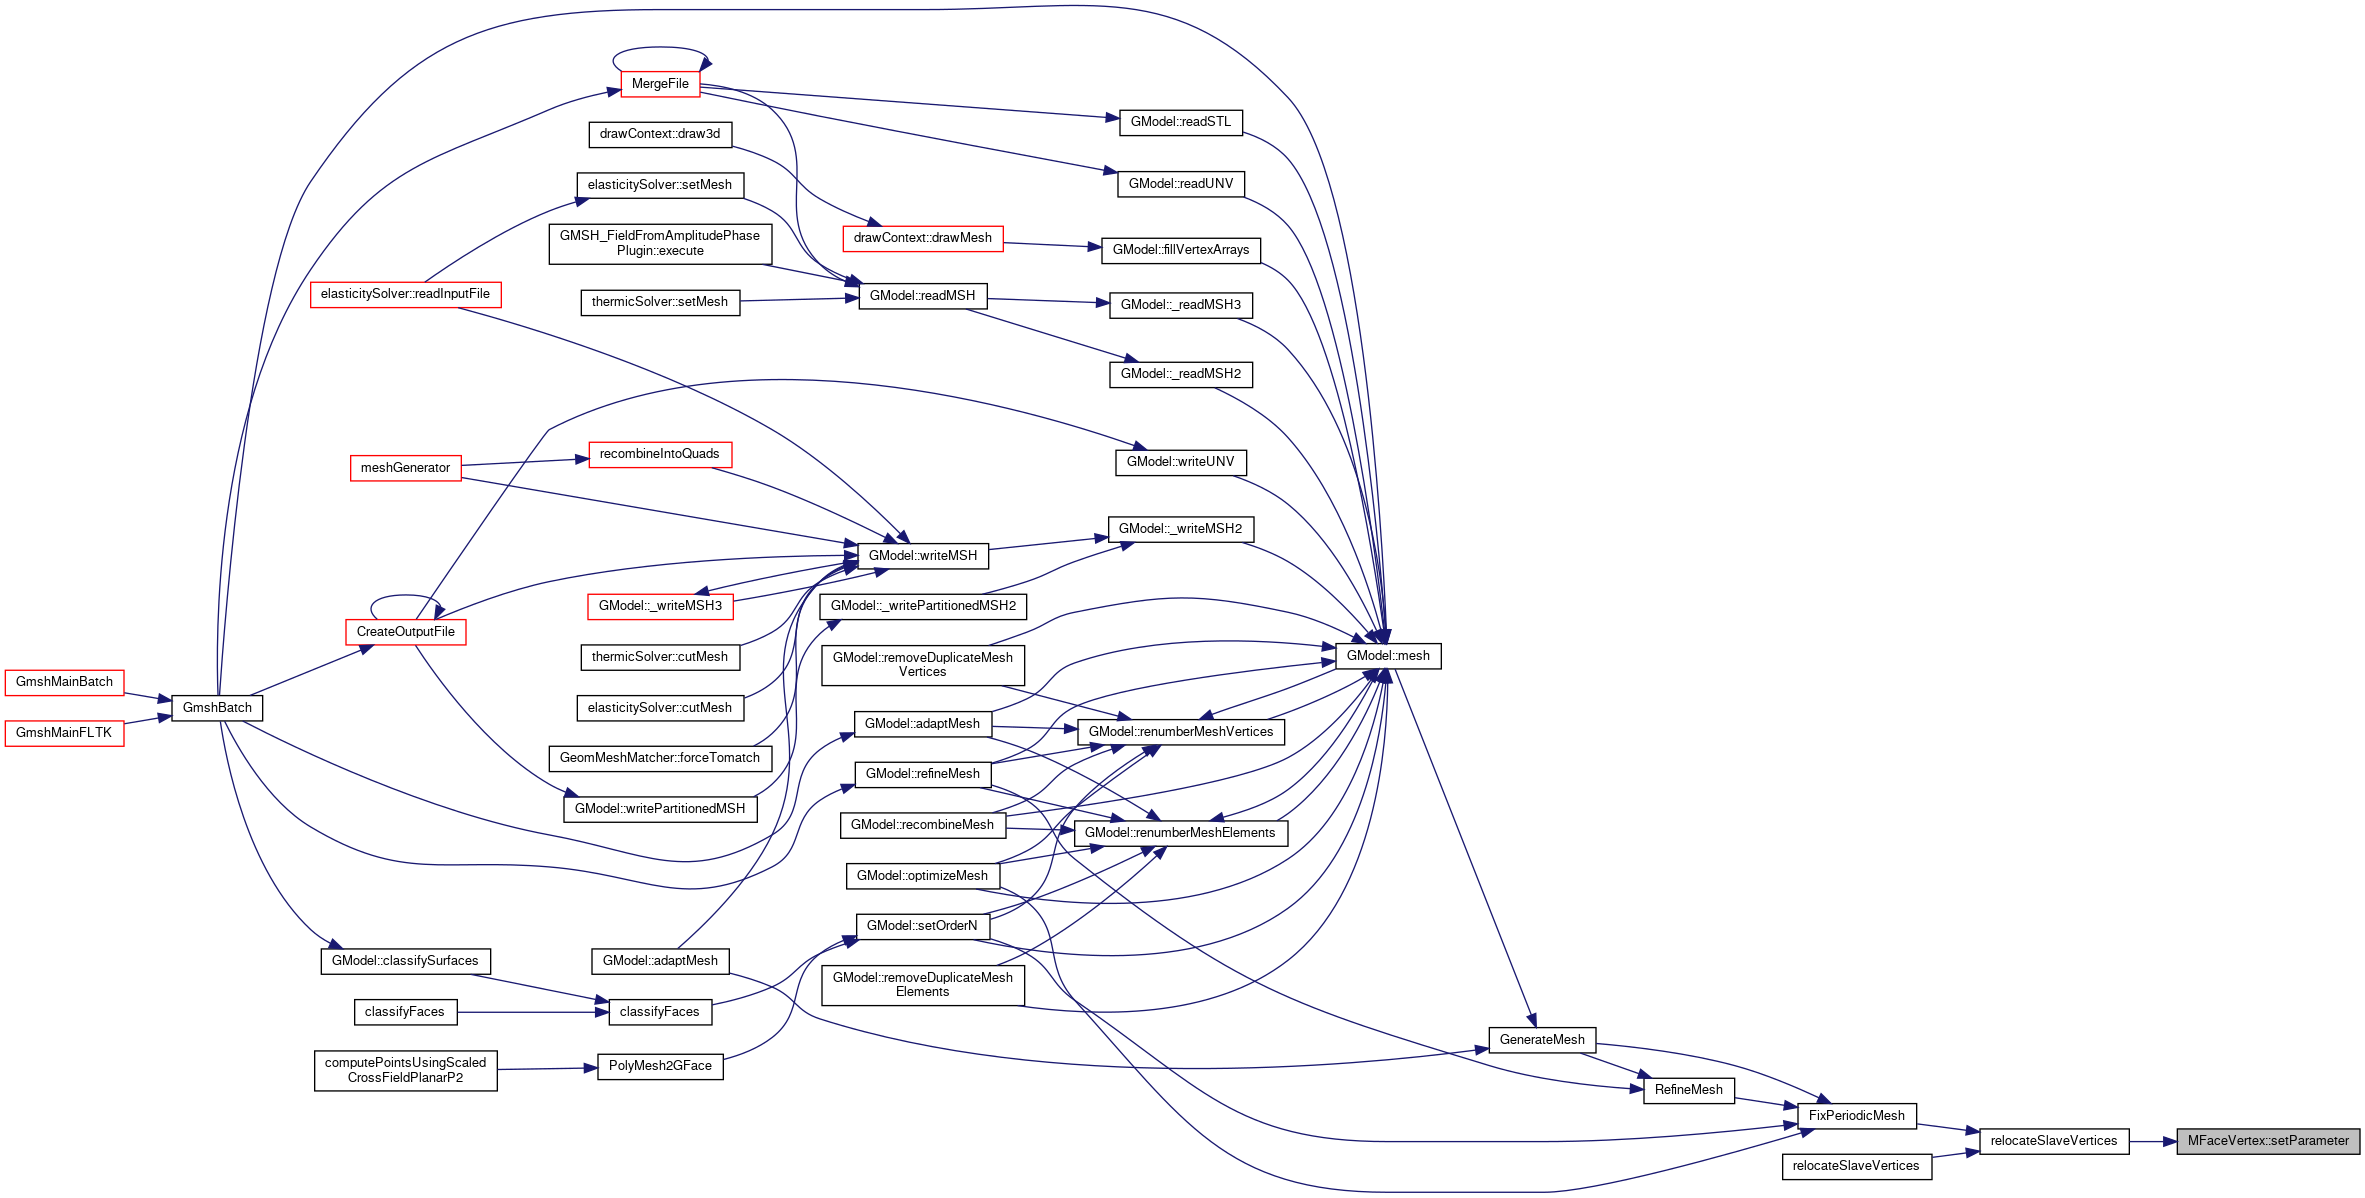 MergeFile
GModel::readSTL
drawContext::draw3d
elasticitySolver::setMesh
GModel::readUNV
GMSH_FieldFromAmplitudePhase
Plugin::execute
drawContext::drawMesh
GModel::fillVertexArrays
elasticitySolver::readInputFile
thermicSolver::setMesh
GModel::readMSH
GModel::_readMSH3
GModel::_readMSH2
meshGenerator
recombineIntoQuads
GModel::writeUNV
GModel::_writeMSH2
GModel::writeMSH
GModel::_writeMSH3
GModel::_writePartitionedMSH2
CreateOutputFile
thermicSolver::cutMesh
GModel::removeDuplicateMesh
Vertices
GModel::mesh
GmshMainBatch
GmshBatch
elasticitySolver::cutMesh
GModel::adaptMesh
GModel::renumberMeshVertices
GmshMainFLTK
GeomMeshMatcher::forceTomatch
GModel::refineMesh
GModel::writePartitionedMSH
GModel::recombineMesh
GModel::renumberMeshElements
GModel::optimizeMesh
GModel::setOrderN
GModel::classifySurfaces
GModel::adaptMesh
GModel::removeDuplicateMesh
Elements
classifyFaces
classifyFaces
GenerateMesh
computePointsUsingScaled
CrossFieldPlanarP2
PolyMesh2GFace
RefineMesh
FixPeriodicMesh
relocateSlaveVertices
MFaceVertex::setParameter
relocateSlaveVertices